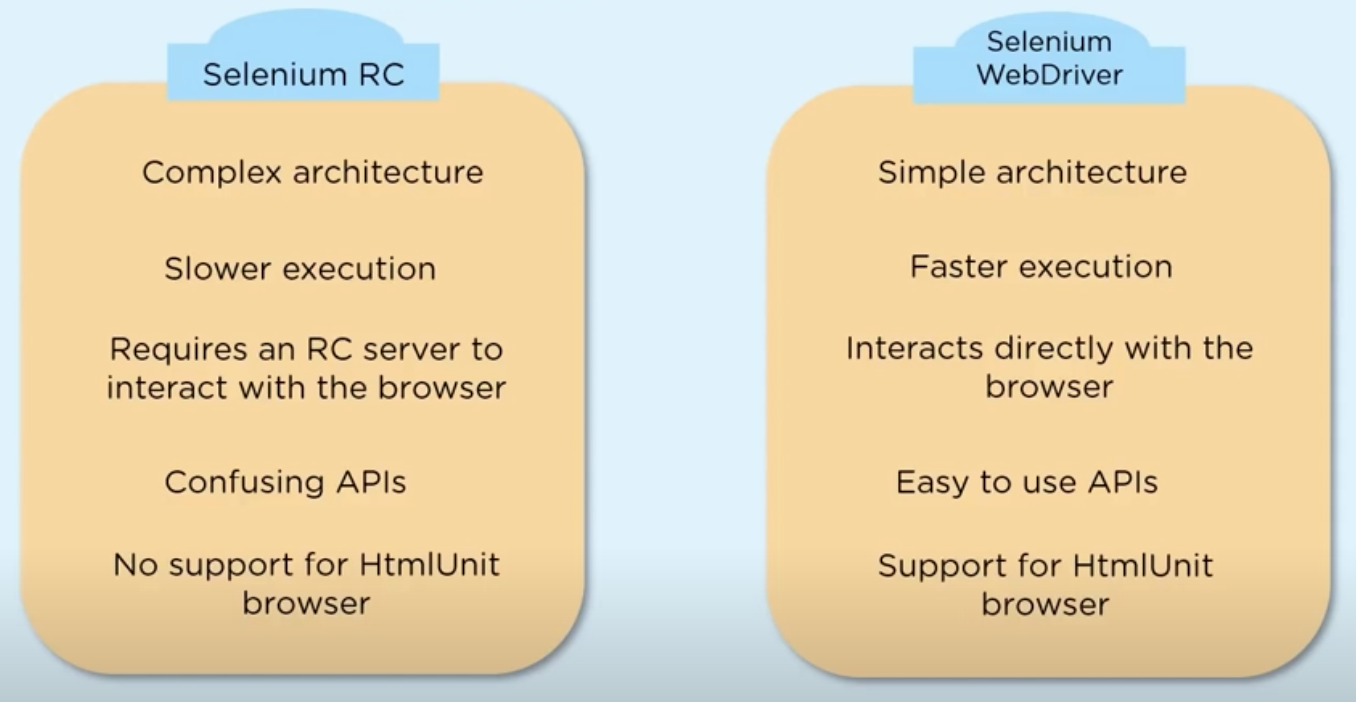 Selenium RC
Complex architecture
Slower execution
Requires an RC server to
interact with the browser
Confusing APIs
No support for HtmlUnit
browser
Selenium
WebDriver
Simple architecture
Faster execution
Interacts directly with the
browser
Easy to use APIs
Support for HtmlUnit
browser